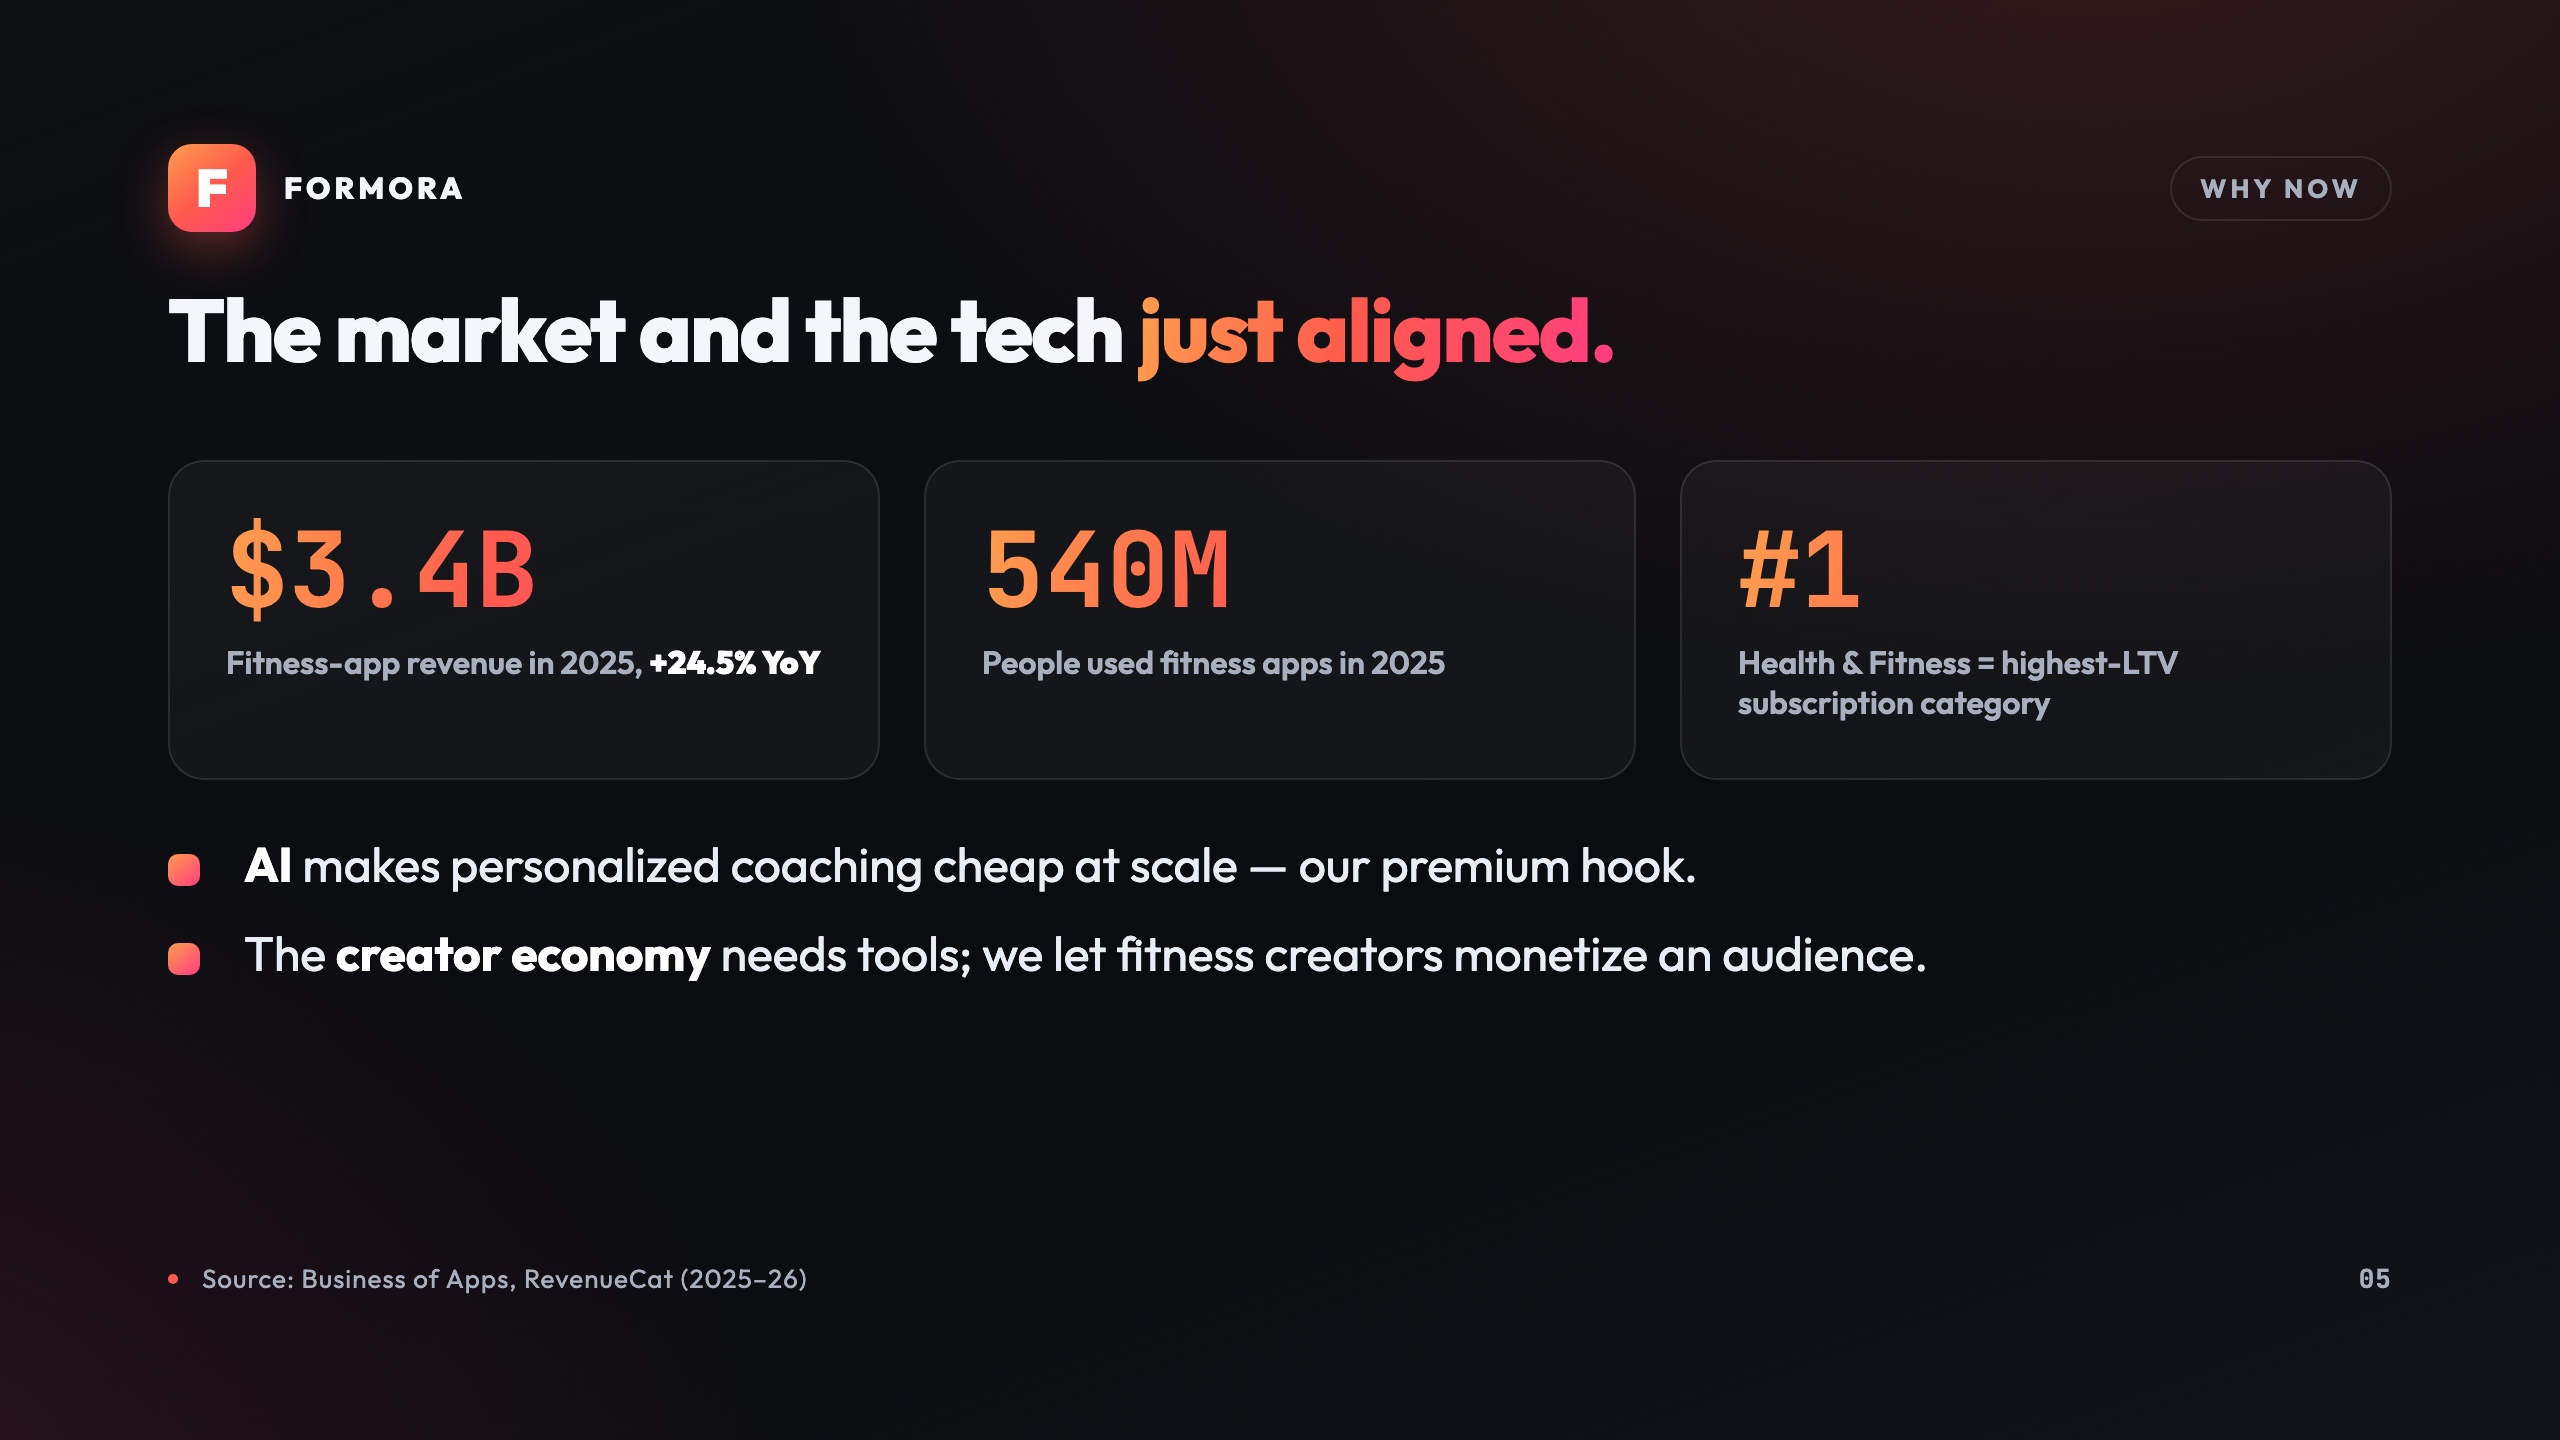 F FORMORA
WHY NOW
The market and the tech just aligned.
$3.4B
Fitness-app revenue in 2025, +24.5% YoY
540M
People used fitness apps in 2025
#1
Health & Fitness = highest-LTV
subscription category
AI makes personalized coaching cheap at scale — our premium hook.
The creator economy needs tools; we let fitness creators monetize an audience.
Source: Business of Apps, RevenueCat (2025–26)
05